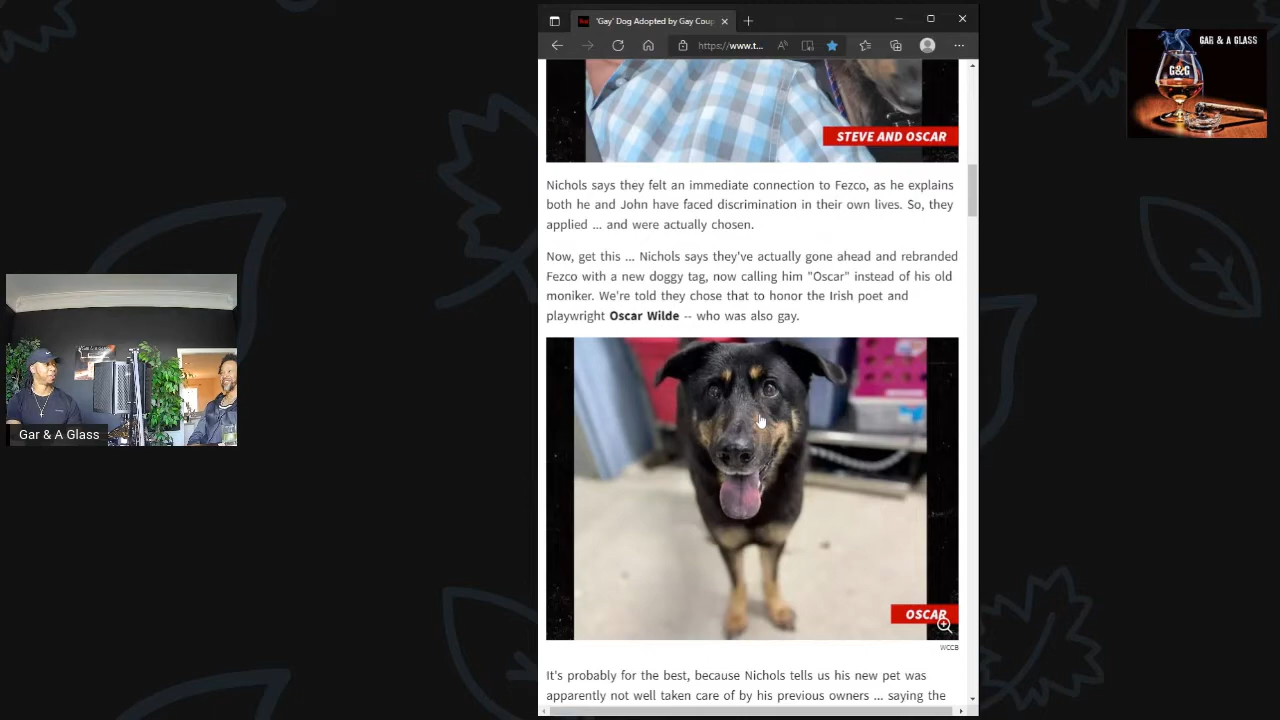 'Gay' Dog Adopted by Gay Coup
https://www.t...
GAR & A GLASS
G&G
STEVE AND OSCAR
Nichols says they felt an immediate connection to Fezco, as he explains
both he and John have faced discrimination in their own lives. So, they
applied ... and were actually chosen.
Now, get this ... Nichols says they've actually gone ahead and rebranded
Fezco with a new doggy tag, now calling him "Oscar" instead of his old
moniker. We're told they chose that to honor the Irish poet and
playwright Oscar Wilde -- who was also gay.
Gar & A Glass
OSCAR
WCCB
It's probably for the best, because Nichols tells us his new pet was
apparently not well taken care of by his previous owners ... saying the